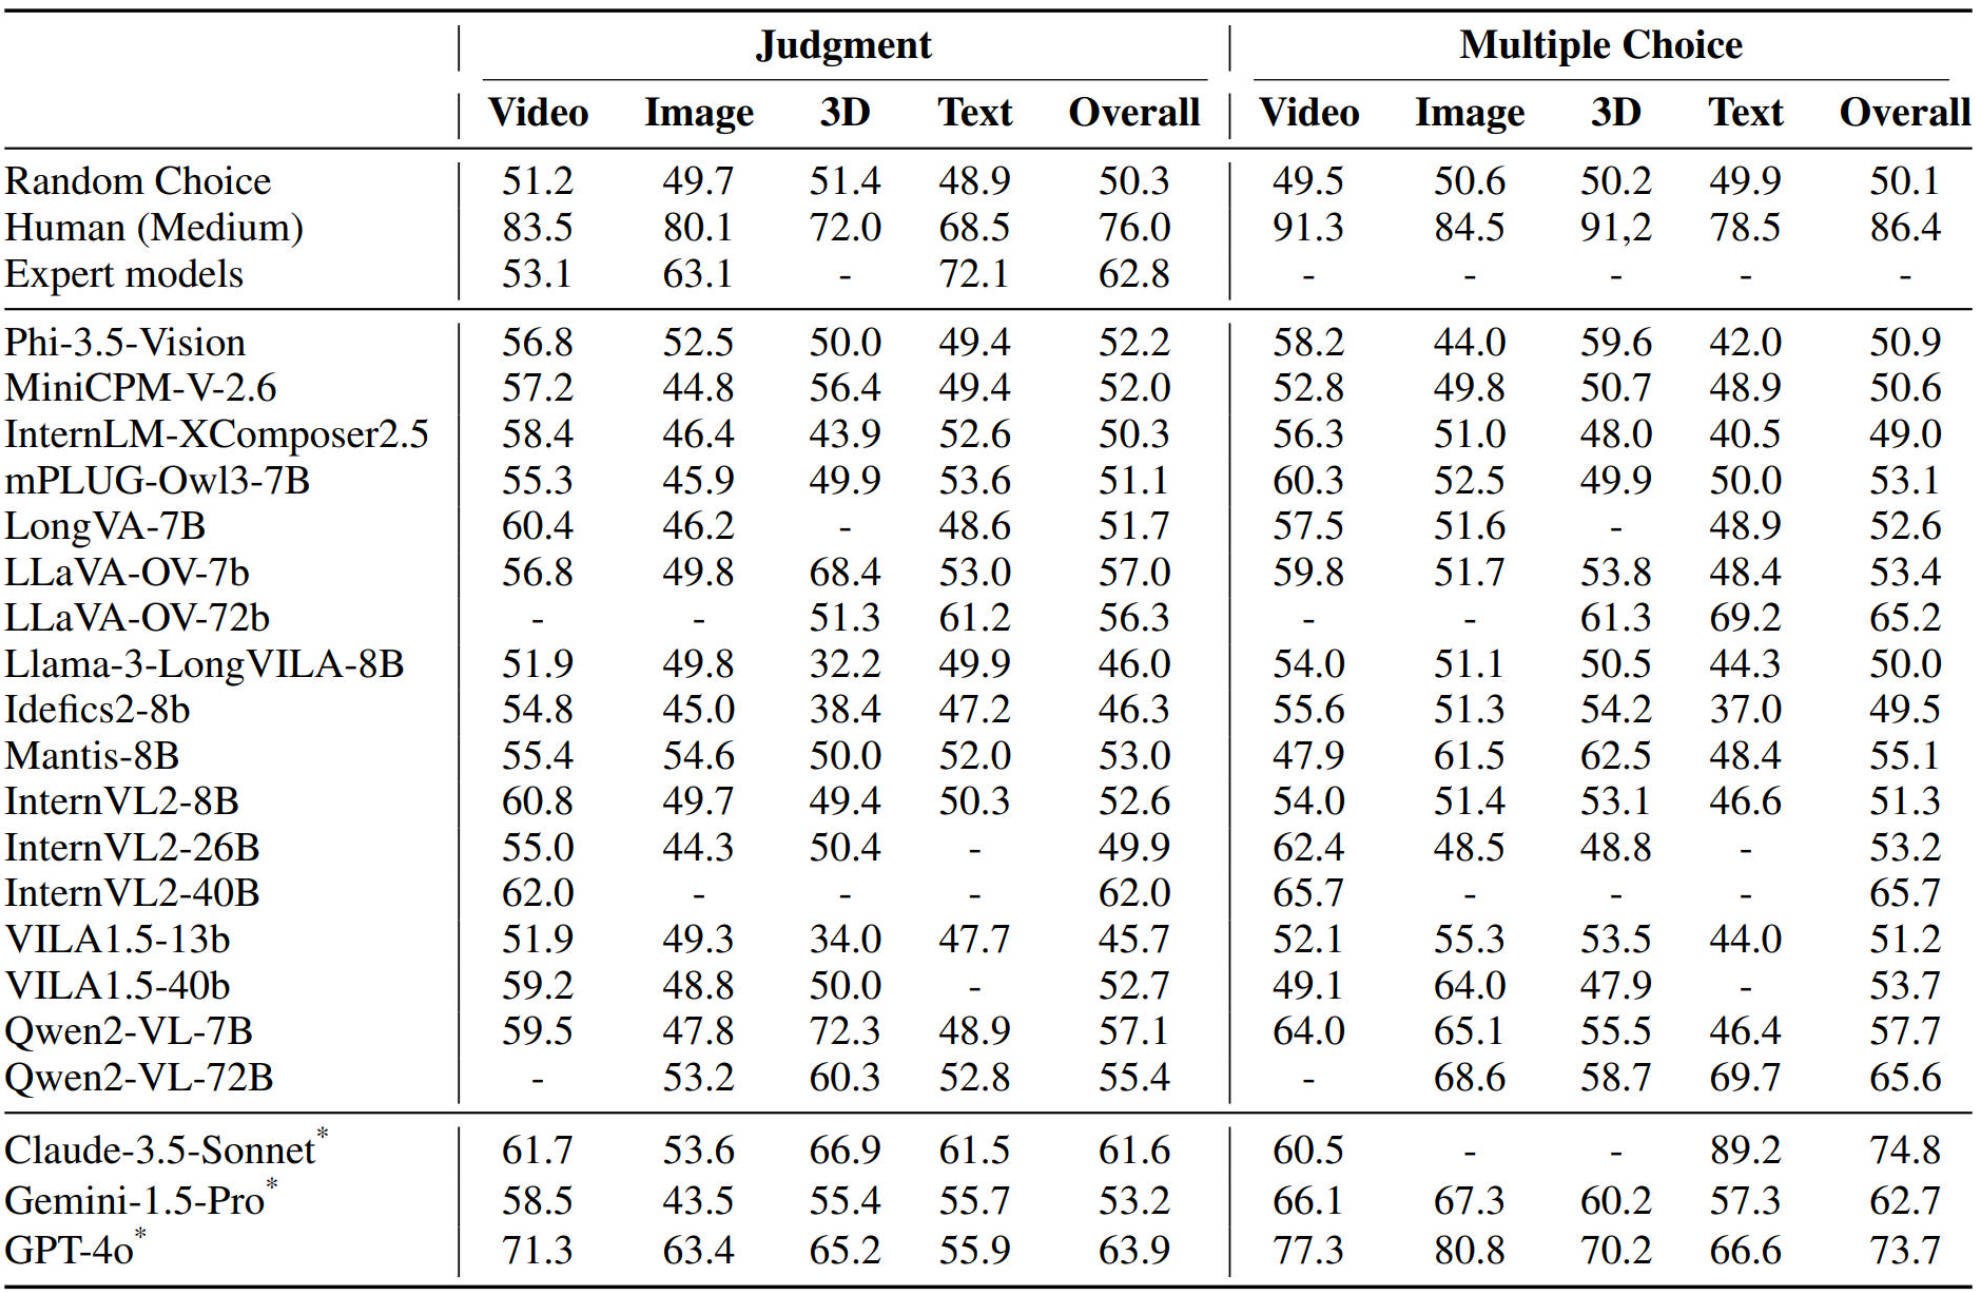 Judgment Multiple Choice
Video Image 3D Text Overall Video Image 3D Text Overall
Random Choice 51.2 49.7 51.4 48.9 50.3 49.5 50.6 50.2 49.9 50.1
Human (Medium) 83.5 80.1 72.0 68.5 76.0 91.3 84.5 91,2 78.5 86.4
Expert models 53.1 63.1 - 72.1 62.8 - - - - -
Phi-3.5-Vision 56.8 52.5 50.0 49.4 52.2 58.2 44.0 59.6 42.0 50.9
MiniCPM-V-2.6 57.2 44.8 56.4 49.4 52.0 52.8 49.8 50.7 48.9 50.6
InternLM-XComposer2.5 58.4 46.4 43.9 52.6 50.3 56.3 51.0 48.0 40.5 49.0
mPLUG-Owl3-7B 55.3 45.9 49.9 53.6 51.1 60.3 52.5 49.9 50.0 53.1
LongVA-7B 60.4 46.2 - 48.6 51.7 57.5 51.6 - 48.9 52.6
LLaVA-OV-7b 56.8 49.8 68.4 53.0 57.0 59.8 51.7 53.8 48.4 53.4
LLaVA-OV-72b - - 51.3 61.2 56.3 - - 61.3 69.2 65.2
Llama-3-LongVILA-8B 51.9 49.8 32.2 49.9 46.0 54.0 51.1 50.5 44.3 50.0
Idefics2-8b 54.8 45.0 38.4 47.2 46.3 55.6 51.3 54.2 37.0 49.5
Mantis-8B 55.4 54.6 50.0 52.0 53.0 47.9 61.5 62.5 48.4 55.1
InternVL2-8B 60.8 49.7 49.4 50.3 52.6 54.0 51.4 53.1 46.6 51.3
InternVL2-26B 55.0 44.3 50.4 - 49.9 62.4 48.5 48.8 - 53.2
InternVL2-40B 62.0 - - - 62.0 65.7 - - - 65.7
VILA1.5-13b 51.9 49.3 34.0 47.7 45.7 52.1 55.3 53.5 44.0 51.2
VILA1.5-40b 59.2 48.8 50.0 - 52.7 49.1 64.0 47.9 - 53.7
Qwen2-VL-7B 59.5 47.8 72.3 48.9 57.1 64.0 65.1 55.5 46.4 57.7
Qwen2-VL-72B - 53.2 60.3 52.8 55.4 - 68.6 58.7 69.7 65.6
Claude-3.5-Sonnet* 61.7 53.6 66.9 61.5 61.6 60.5 - - 89.2 74.8
Gemini-1.5-Pro* 58.5 43.5 55.4 55.7 53.2 66.1 67.3 60.2 57.3 62.7
GPT-4o* 71.3 63.4 65.2 55.9 63.9 77.3 80.8 70.2 66.6 73.7